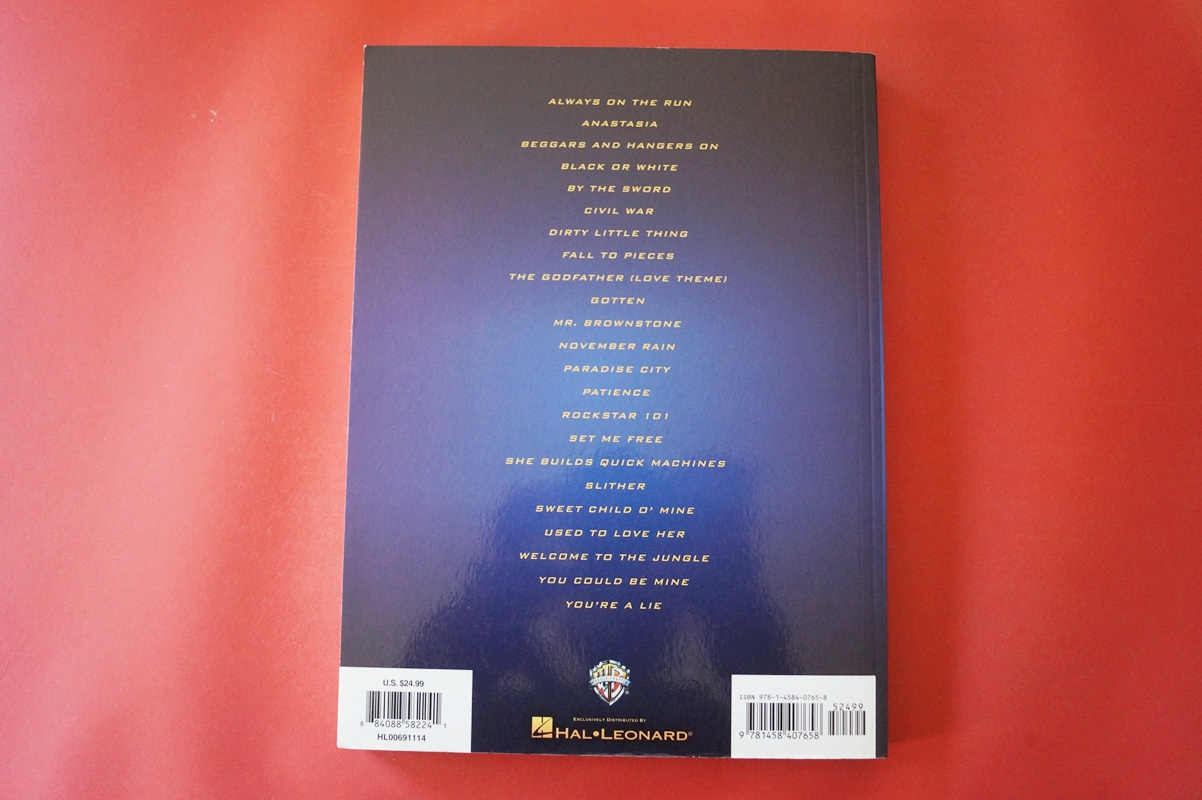 ALWAYS ON THE RUN
ANASTASIA
BEGGARS AND HANGERS ON
BLACK OR WHITE
BY THE SWORD
CIVIL WAR
DIRTY LITTLE THING
FALL TO PIECES
THE GODFATHER (LOVE THEME)
GOTTEN
MR. BROWNSTONE
NOVEMBER RAIN
PARADISE CITY
PATIENCE
ROCKSTAR 101
SET ME FREE
SHE BUILDS QUICK MACHINES
SLITHER
SWEET CHILD O' MINE
USED TO LOVE HER
WELCOME TO THE JUNGLE
YOU COULD BE MINE
YOU'RE A LIE
U.S. $24.99
8 84088 58224 1
HL00691114
EXCLUSIVELY DISTRIBUTED BY
HAL•LEONARD®
ISBN 978-1-4584-0765-8
52499
9 781458 407658